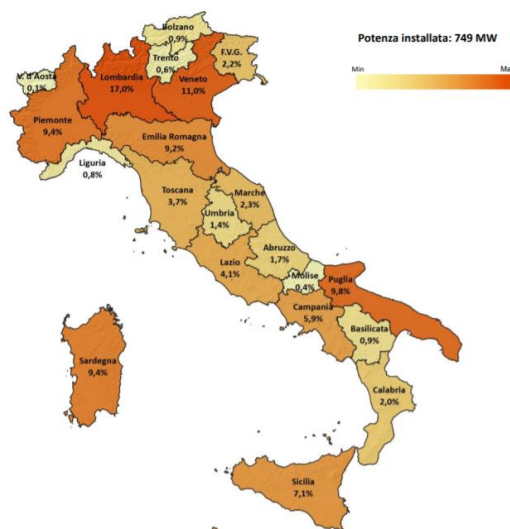 Potenza installata: 749 MW
Min
Ma
Bolzano
0,9%
Trento
0,6%
F.V.G.
2,2%
V. d'Aosta
0,1%
Lombardia
17,0%
Veneto
11,0%
Piemonte
9,4%
Emilia Romagna
9,2%
Liguria
0,8%
Toscana
3,7%
Marche
2,3%
Umbria
1,4%
Abruzzo
1,7%
Lazio
4,1%
Molise
0,4%
Puglia
9,8%
Campania
5,9%
Basilicata
0,9%
Sardegna
9,4%
Calabria
2,0%
Sicilia
7,1%